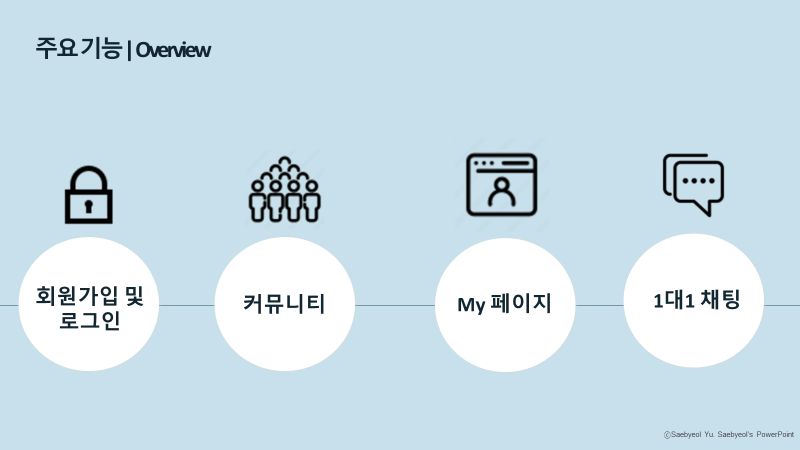 주요 기능 | Overview
회원가입 및
로그인
커뮤니티
My 페이지
1대1 채팅
ⓒSaebyeol Yu. Saebyeol's PowerPoint